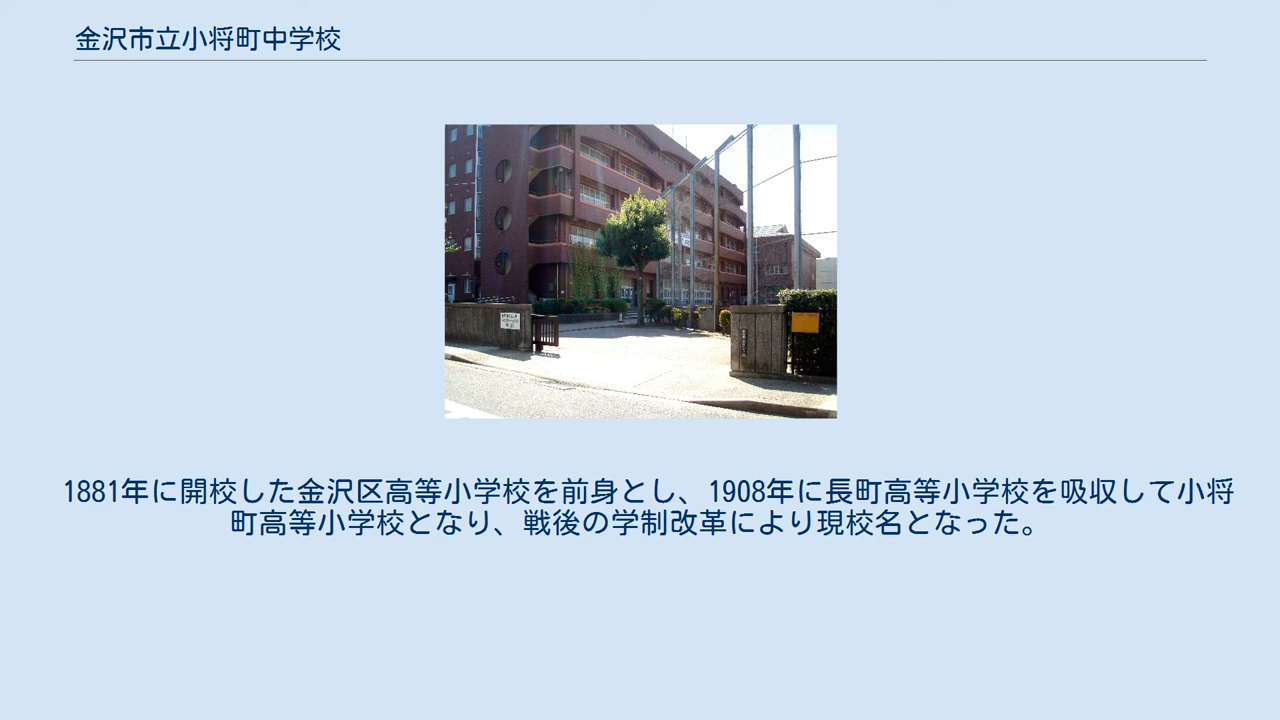 金沢市立小将町中学校
1881年に開校した金沢区高等小学校を前身とし、1908年に長町高等小学校を吸収して小将
町高等小学校となり、戦後の学制改革により現校名となった。